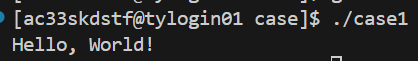 [ac33skdstf@tylogin01 case]$ ./case1
Hello, World!